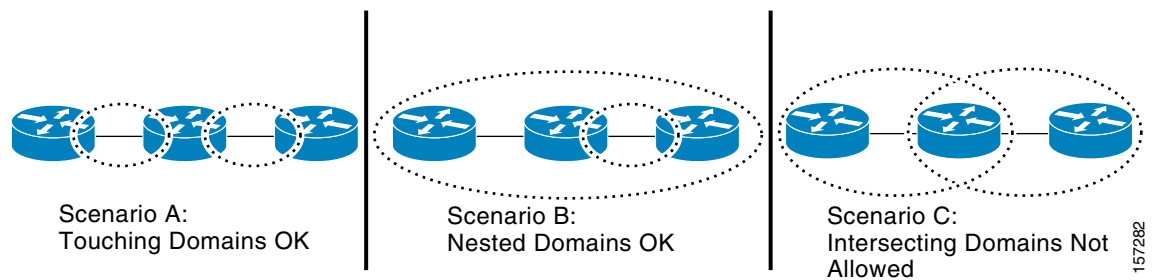 Scenario A:
Touching Domains OK
Scenario B:
Nested Domains OK
Scenario C:
Intersecting Domains Not
Allowed
157282